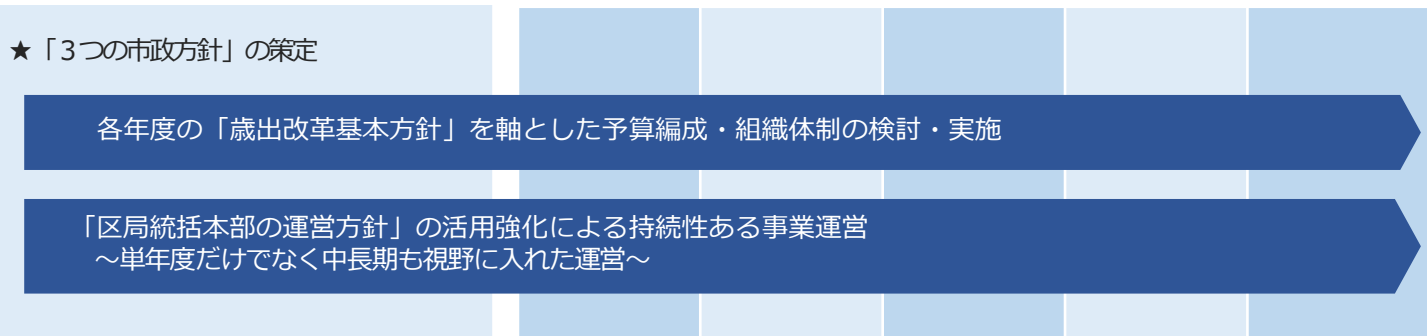 ★「３つの市政方針」の策定
各年度の「歳出改革基本方針」を軸とした予算編成・組織体制の検討・実施
「区局統括本部の運営方針」の活用強化による持続性ある事業運営
～単年度だけでなく中長期も視野に入れた運営～